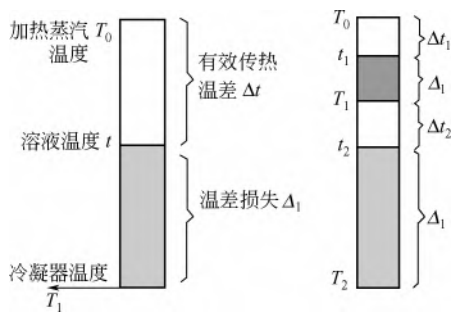 加热蒸汽 T₀
温度
有效传热
温差 Δt
溶液温度 t
温差损失 Δ₁
冷凝器温度
T₁
T₀
Δt₁
t₁
Δ₁
T₁
Δt₂
t₂
Δ₁
T₂